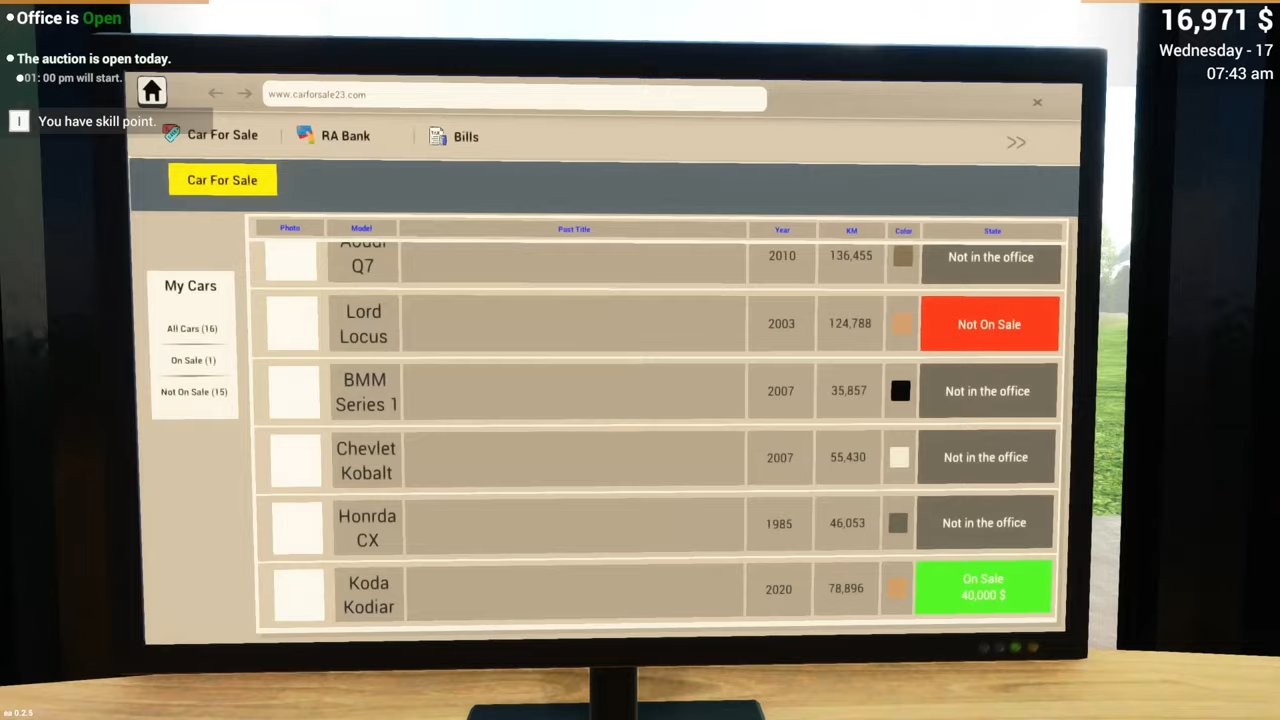 Office is Open
The auction is open today.
01: 00 pm will start.
I You have skill point.
16,971 $
Wednesday - 17
07:43 am
www.carforsale23.com
Car For Sale
RA Bank
Bills
>>
Car For Sale
My Cars
All Cars (16)
On Sale (1)
Not On Sale (15)
Photo Model Past Title Year KM Color State
Q7 2010 136,455 Not in the office
Lord Locus 2003 124,788 Not On Sale
BMM Series 1 2007 35,857 Not in the office
Chevlet Kobalt 2007 55,430 Not in the office
Honrda CX 1985 46,053 Not in the office
Koda Kodiar 2020 78,896 On Sale 40,000 $
ea 0.2.5